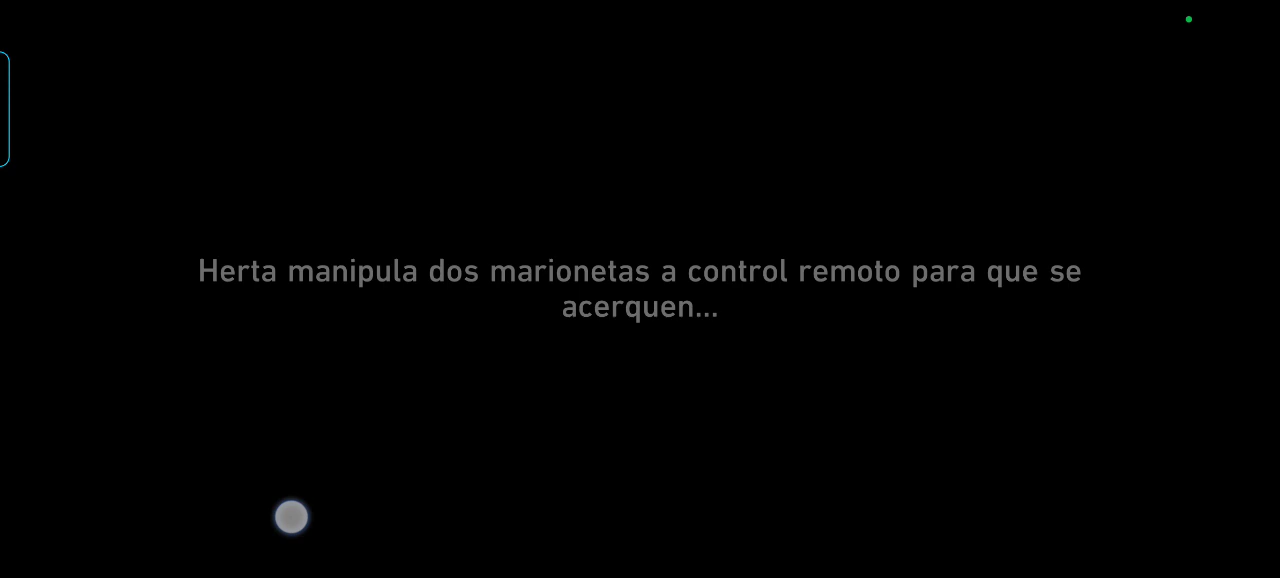 Herta manipula dos marionetas a control remoto para que se
acerquen...